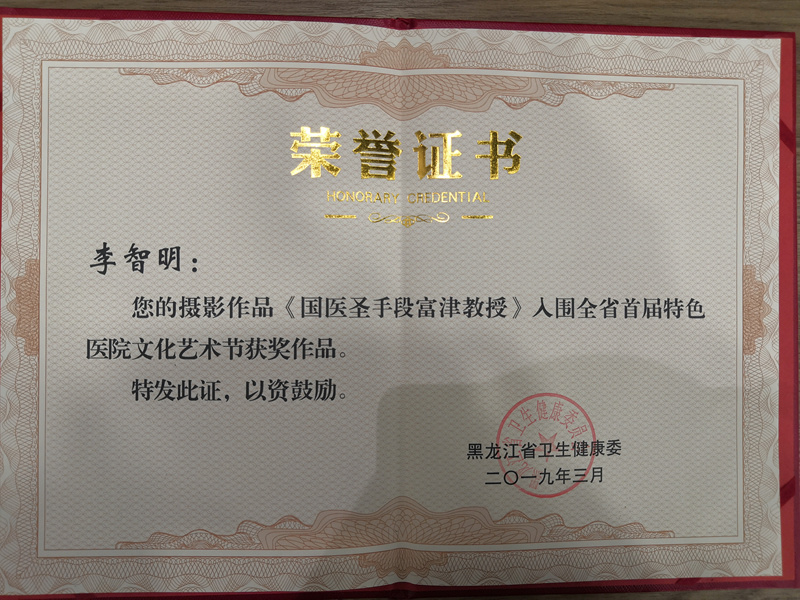 荣誉证书
HONORARY CREDENTIAL
李智明：
您的摄影作品《国医圣手段富津教授》入围全省首届特色
医院文化艺术节获奖作品。
特发此证，以资鼓励。
黑龙江省卫生健康委
二〇一九年三月